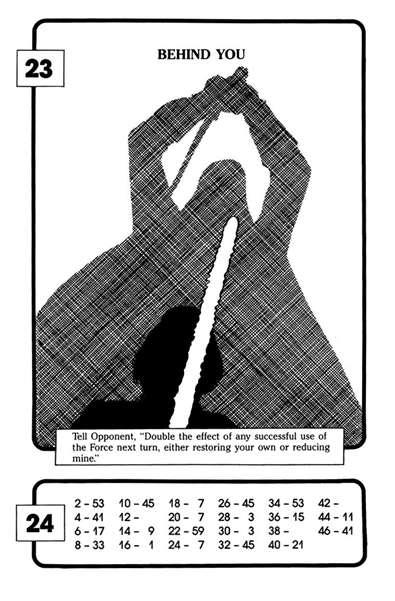 23
BEHIND YOU
Tell Opponent, "Double the effect of any successful use of
the Force next turn, either restoring your own or reducing
mine."
24
2 - 53 10 - 45 18 - 7 26 - 45 34 - 53 42 -
4 - 41 12 - 20 - 7 28 - 3 36 - 15 44 - 11
6 - 17 14 - 9 22 - 59 30 - 3 38 - 46 - 41
8 - 33 16 - 1 24 - 7 32 - 45 40 - 21